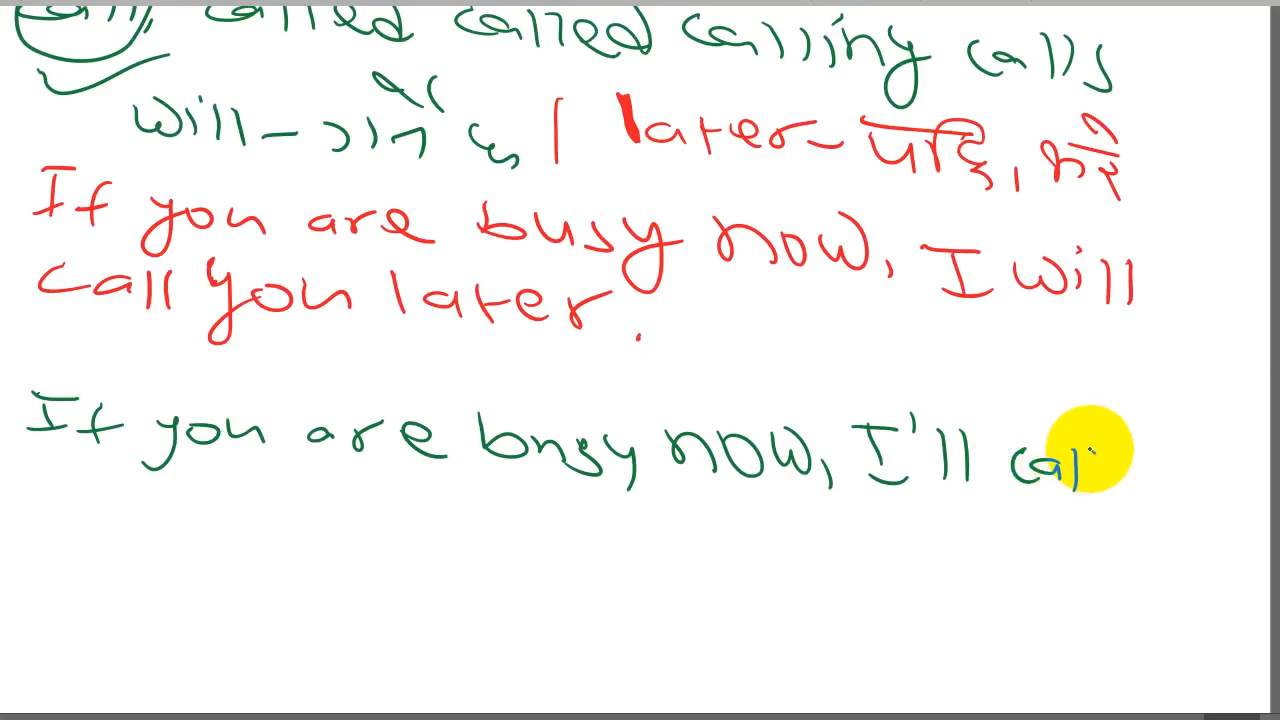 call, called called calling calls
will- | later-
If you are busy now, I will
call you later.
If you are busy now, I'll cal